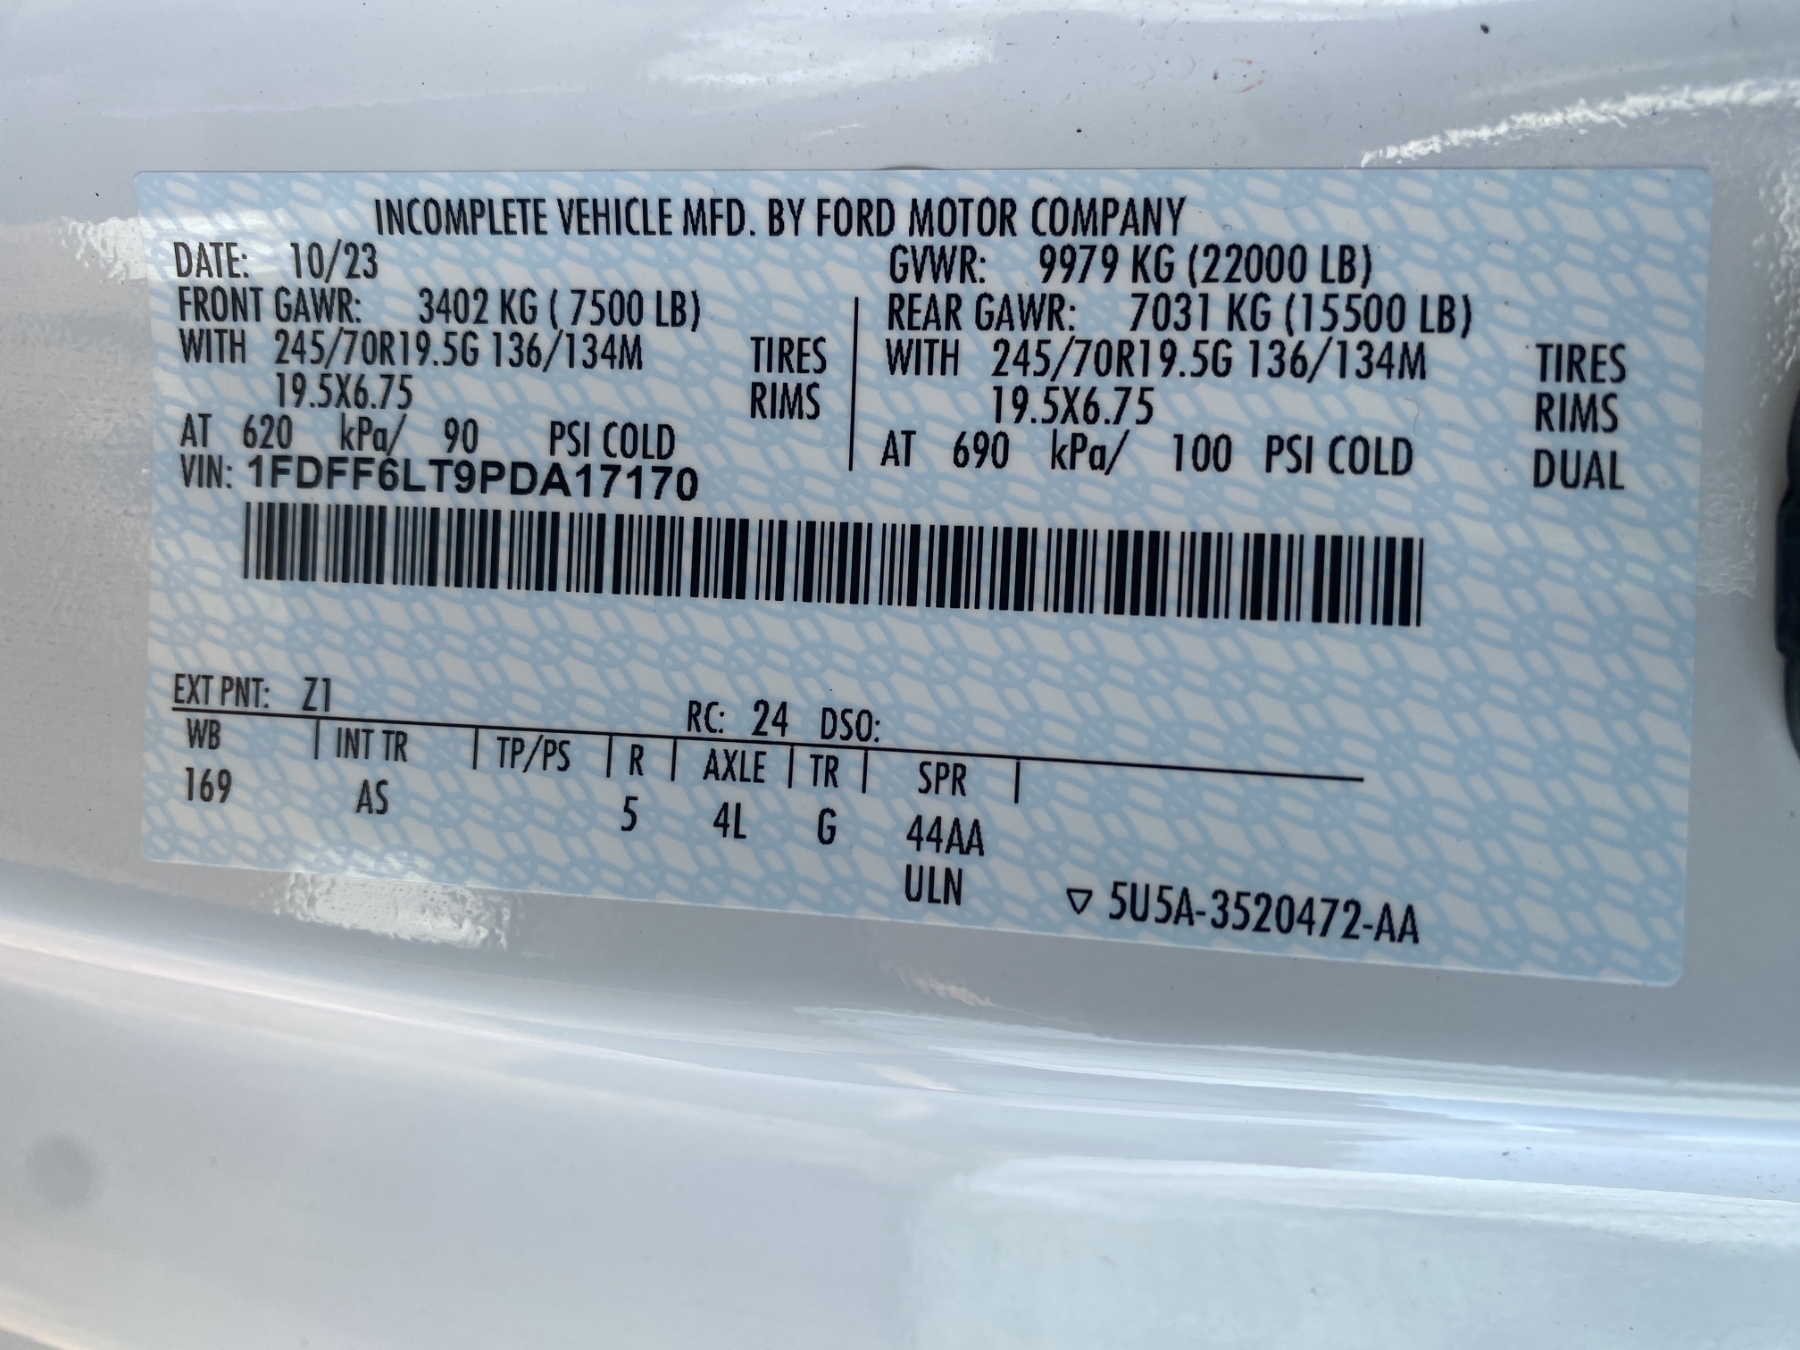 INCOMPLETE VEHICLE MFD. BY FORD MOTOR COMPANY
DATE: 10/23 GVWR: 9979 KG (22000 LB)
FRONT GAWR: 3402 KG ( 7500 LB) REAR GAWR: 7031 KG (15500 LB)
WITH 245/70R19.5G 136/134M TIRES WITH 245/70R19.5G 136/134M TIRES
19.5X6.75 RIMS 19.5X6.75 RIMS
AT 620 kPa/ 90 PSI COLD AT 690 kPa/ 100 PSI COLD DUAL
VIN: 1FDFF6LT9PDA17170
EXT PNT: Z1 RC: 24 DSO:
WB INT TR TP/PS R AXLE TR SPR
169 AS 5 4L G 44AA
ULN ▽ 5U5A-3520472-AA